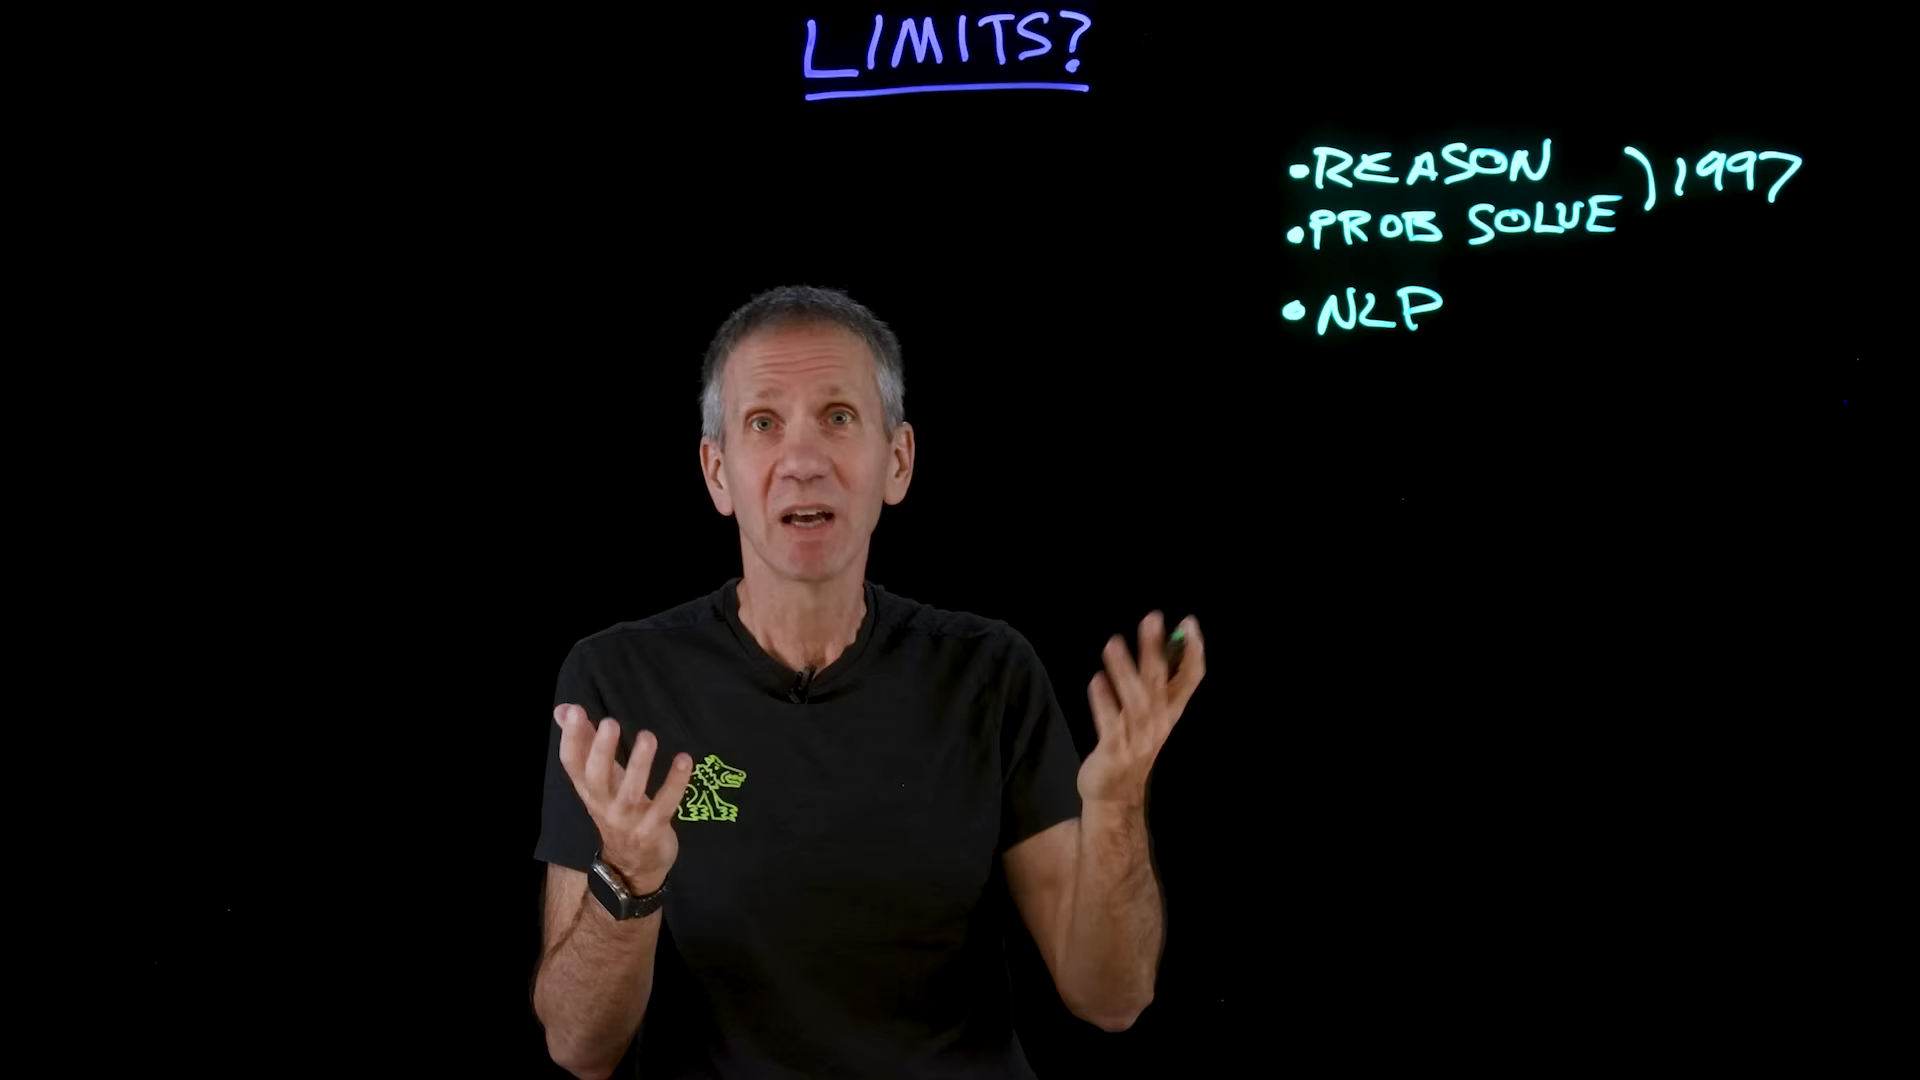 LIMITS?
•REASON
•PROB SOLVE ) 1997
•NLP